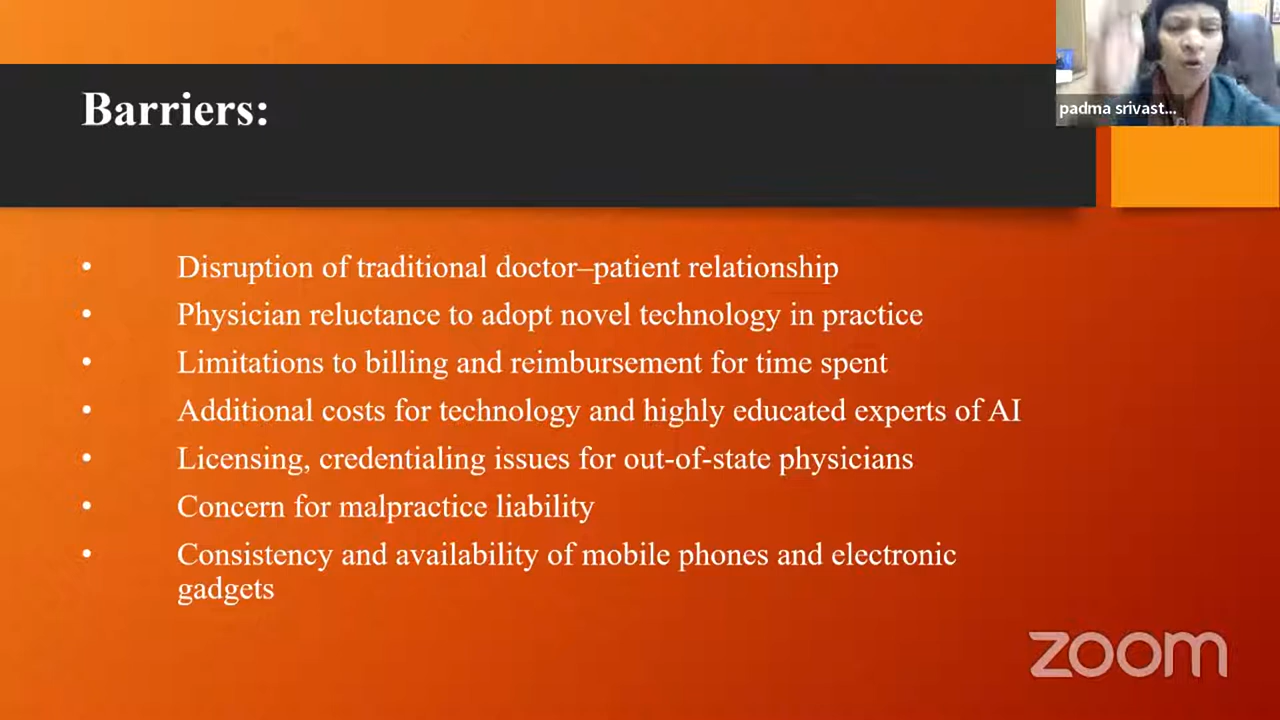 padma srivast...
Barriers:
• Disruption of traditional doctor–patient relationship
• Physician reluctance to adopt novel technology in practice
• Limitations to billing and reimbursement for time spent
• Additional costs for technology and highly educated experts of AI
• Licensing, credentialing issues for out-of-state physicians
• Concern for malpractice liability
• Consistency and availability of mobile phones and electronic
gadgets
zoom